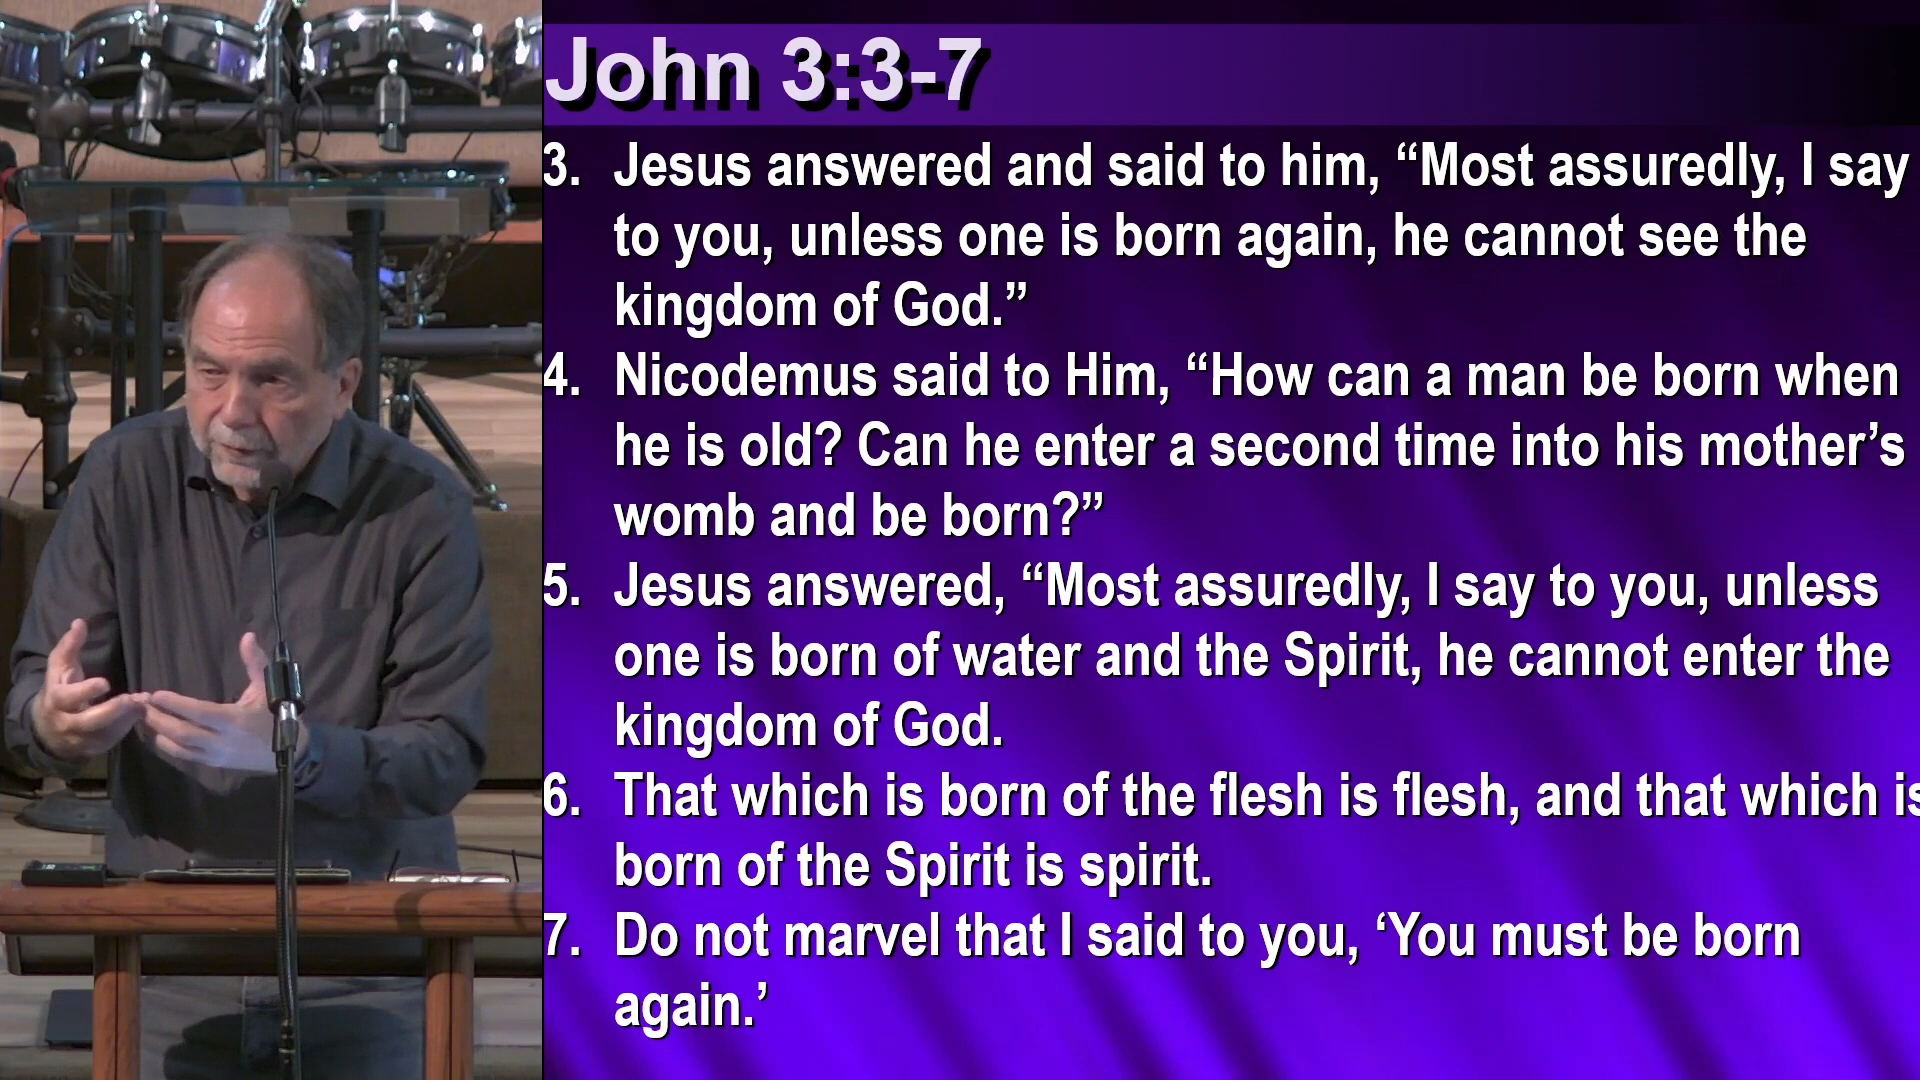 John 3:3-7
3. Jesus answered and said to him, “Most assuredly, I say
to you, unless one is born again, he cannot see the
kingdom of God.”
4. Nicodemus said to Him, “How can a man be born when
he is old? Can he enter a second time into his mother’s
womb and be born?”
5. Jesus answered, “Most assuredly, I say to you, unless
one is born of water and the Spirit, he cannot enter the
kingdom of God.
6. That which is born of the flesh is flesh, and that which is
born of the Spirit is spirit.
7. Do not marvel that I said to you, ‘You must be born
again.’